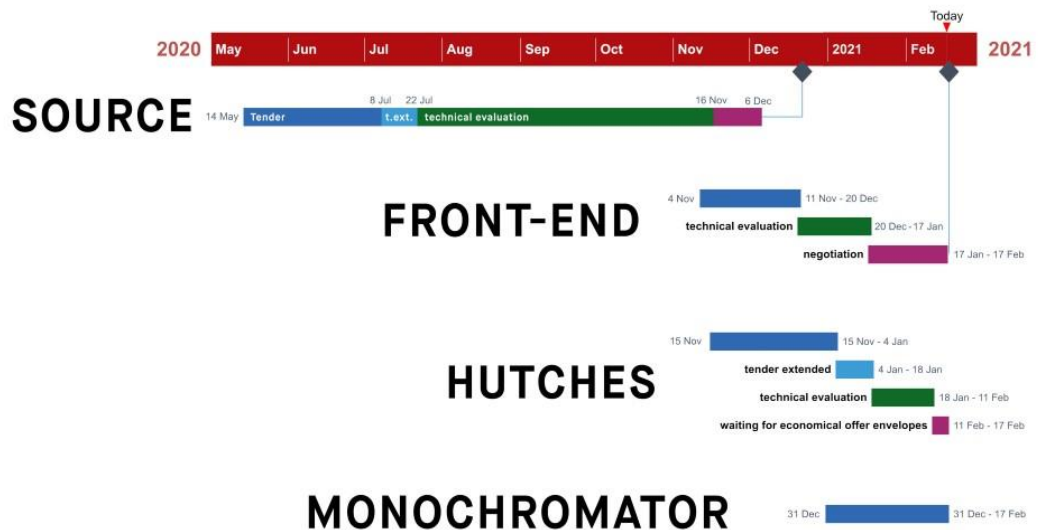 Today
2020 May Jun Jul Aug Sep Oct Nov Dec 2021 Feb 2021
8 Jul 22 Jul 16 Nov 6 Dec
SOURCE 14 May Tender t.ext. technical evaluation
4 Nov 11 Nov - 20 Dec
FRONT-END
technical evaluation 20 Dec -17 Jan
negotiation 17 Jan - 17 Feb
15 Nov 15 Nov - 4 Jan
tender extended 4 Jan - 18 Jan
HUTCHES
technical evaluation 18 Jan - 11 Feb
waiting for economical offer envelopes 11 Feb - 17 Feb
MONOCHROMATOR 31 Dec 31 Dec - 17 Feb